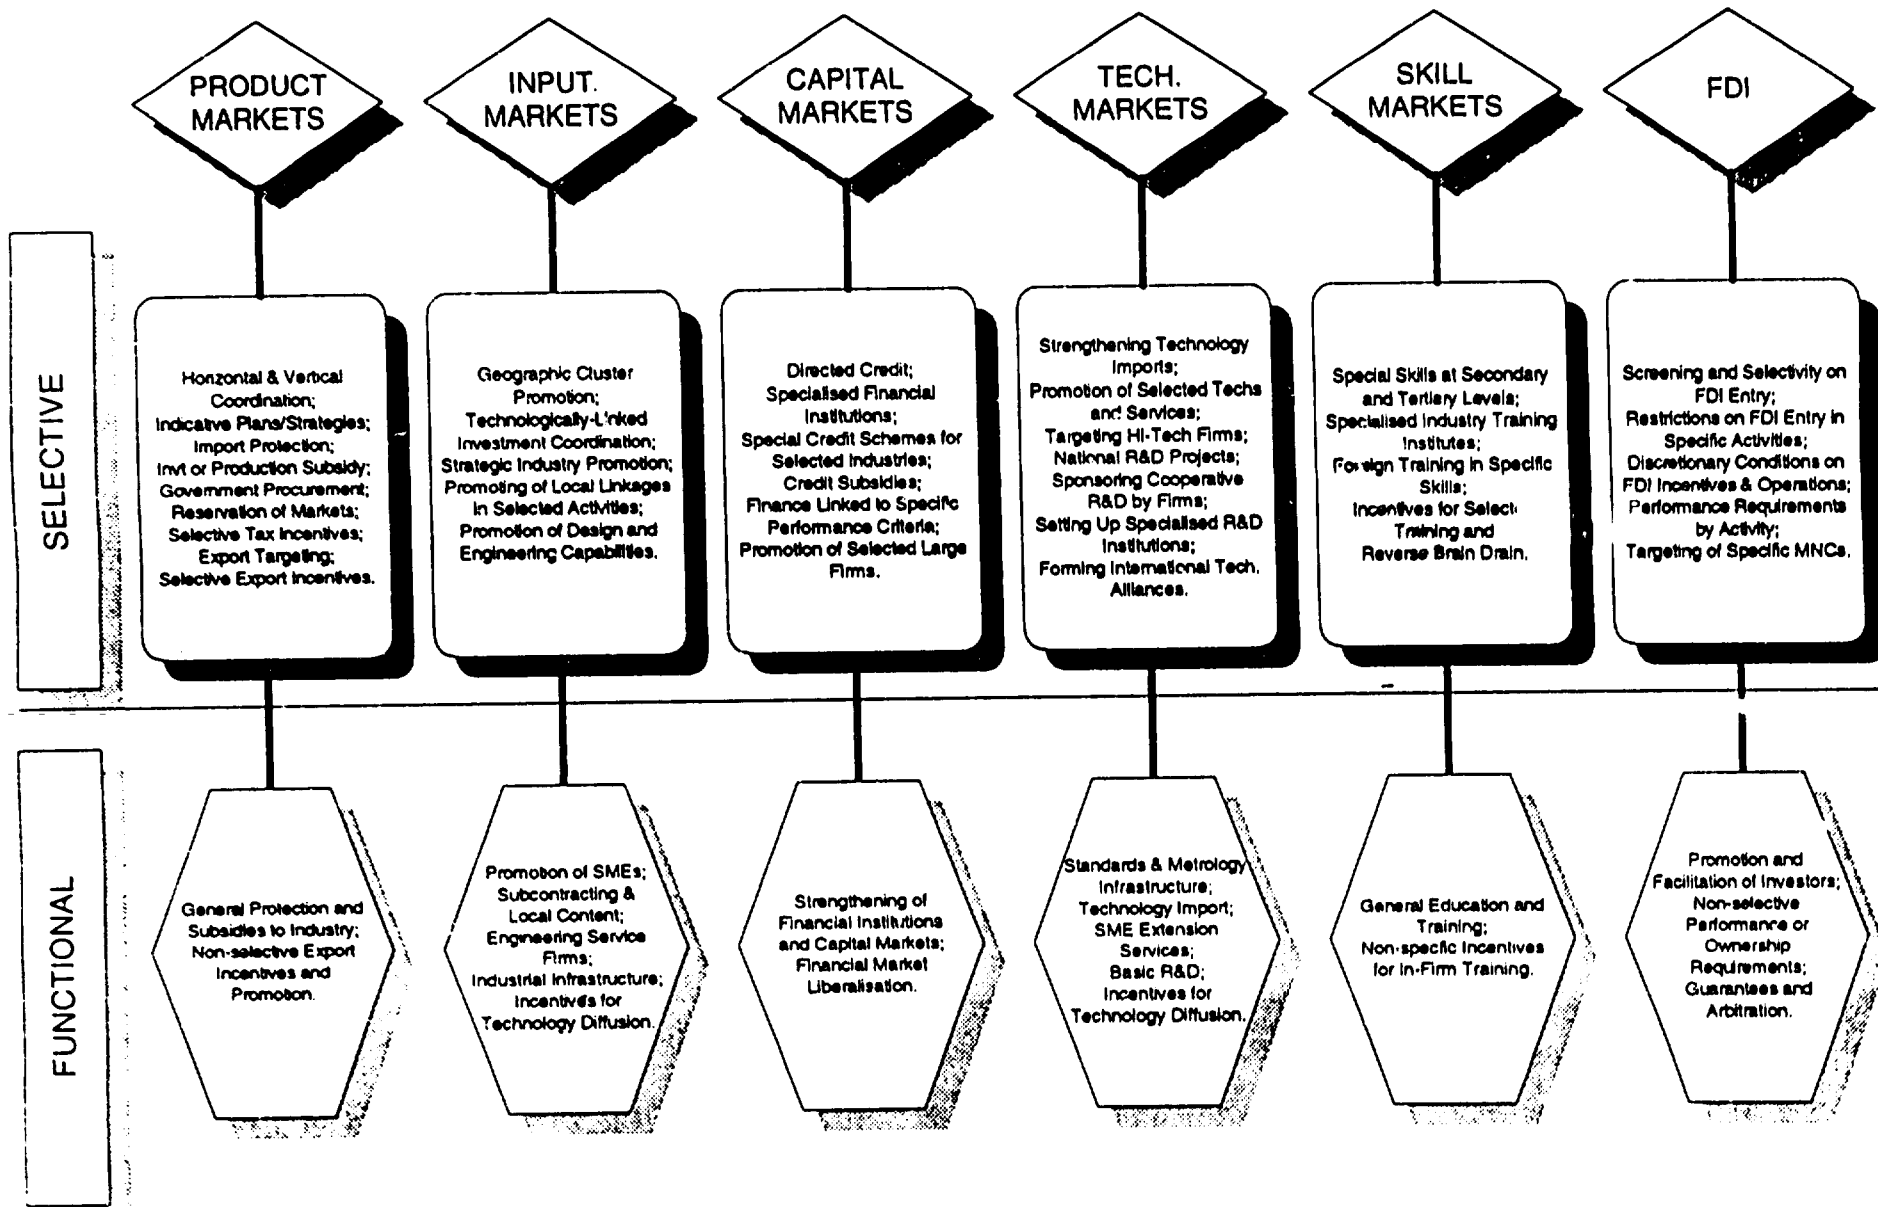 PRODUCT
MARKETS
INPUT.
MARKETS
CAPITAL
MARKETS
TECH.
MARKETS
SKILL
MARKETS
FDI
SELECTIVE
Horizontal & Vertical
Coordination;
Indicative Plans/Strategies;
Import Protection;
Invt or Production Subsidy;
Government Procurement;
Reservation of Markets;
Selective Tax Incentives;
Export Targeting;
Selective Export Incentives.
Geographic Cluster
Promotion;
Technologically-Linked
Investment Coordination;
Strategic Industry Promotion;
Promoting of Local Linkages
in Selected Activities;
Promotion of Design and
Engineering Capabilities.
Directed Credit;
Specialised Financial
Institutions;
Special Credit Schemes for
Selected Industries;
Credit Subsidies;
Finance Linked to Specific
Performance Criteria;
Promotion of Selected Large
Firms.
Strengthening Technology
Imports;
Promotion of Selected Techs
and Services;
Targeting Hi-Tech Firms;
National R&D Projects;
Sponsoring Cooperative
R&D by Firms;
Setting Up Specialised R&D
Institutions;
Forming International Tech.
Alliances.
Special Skills at Secondary
and Tertiary Levels;
Specialised Industry Training
Institutes;
Foreign Training in Specific
Skills;
Incentives for Select
Training and
Reverse Brain Drain.
Screening and Selectivity on
FDI Entry;
Restrictions on FDI Entry in
Specific Activities;
Discretionary Conditions on
FDI Incentives & Operations;
Performance Requirements
by Activity;
Targeting of Specific MNCs.
FUNCTIONAL
General Protection and
Subsidies to Industry;
Non-selective Export
Incentives and
Promotion.
Promotion of SMEs;
Subcontracting &
Local Content;
Engineering Service
Firms;
Industrial Infrastructure;
Incentives for
Technology Diffusion.
Strengthening of
Financial Institutions
and Capital Markets;
Financial Market
Liberalisation.
Standards & Metrology
Infrastructure;
Technology Import;
SME Extension
Services;
Basic R&D;
Incentives for
Technology Diffusion.
General Education and
Training;
Non-specific Incentives
for In-Firm Training.
Promotion and
Facilitation of Investors;
Non-selective
Performance or
Ownership
Requirements;
Guarantees and
Arbitration.